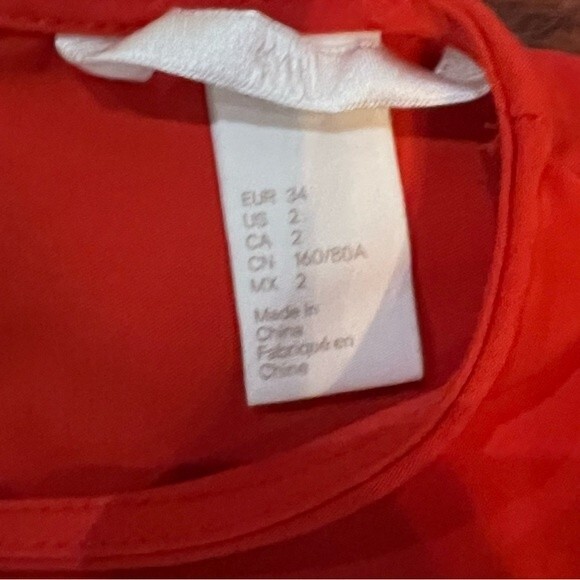 EUR 34
US 2
CA 2
CN 160/80A
MX 2
Made in
China
Fabriqué en
Chine